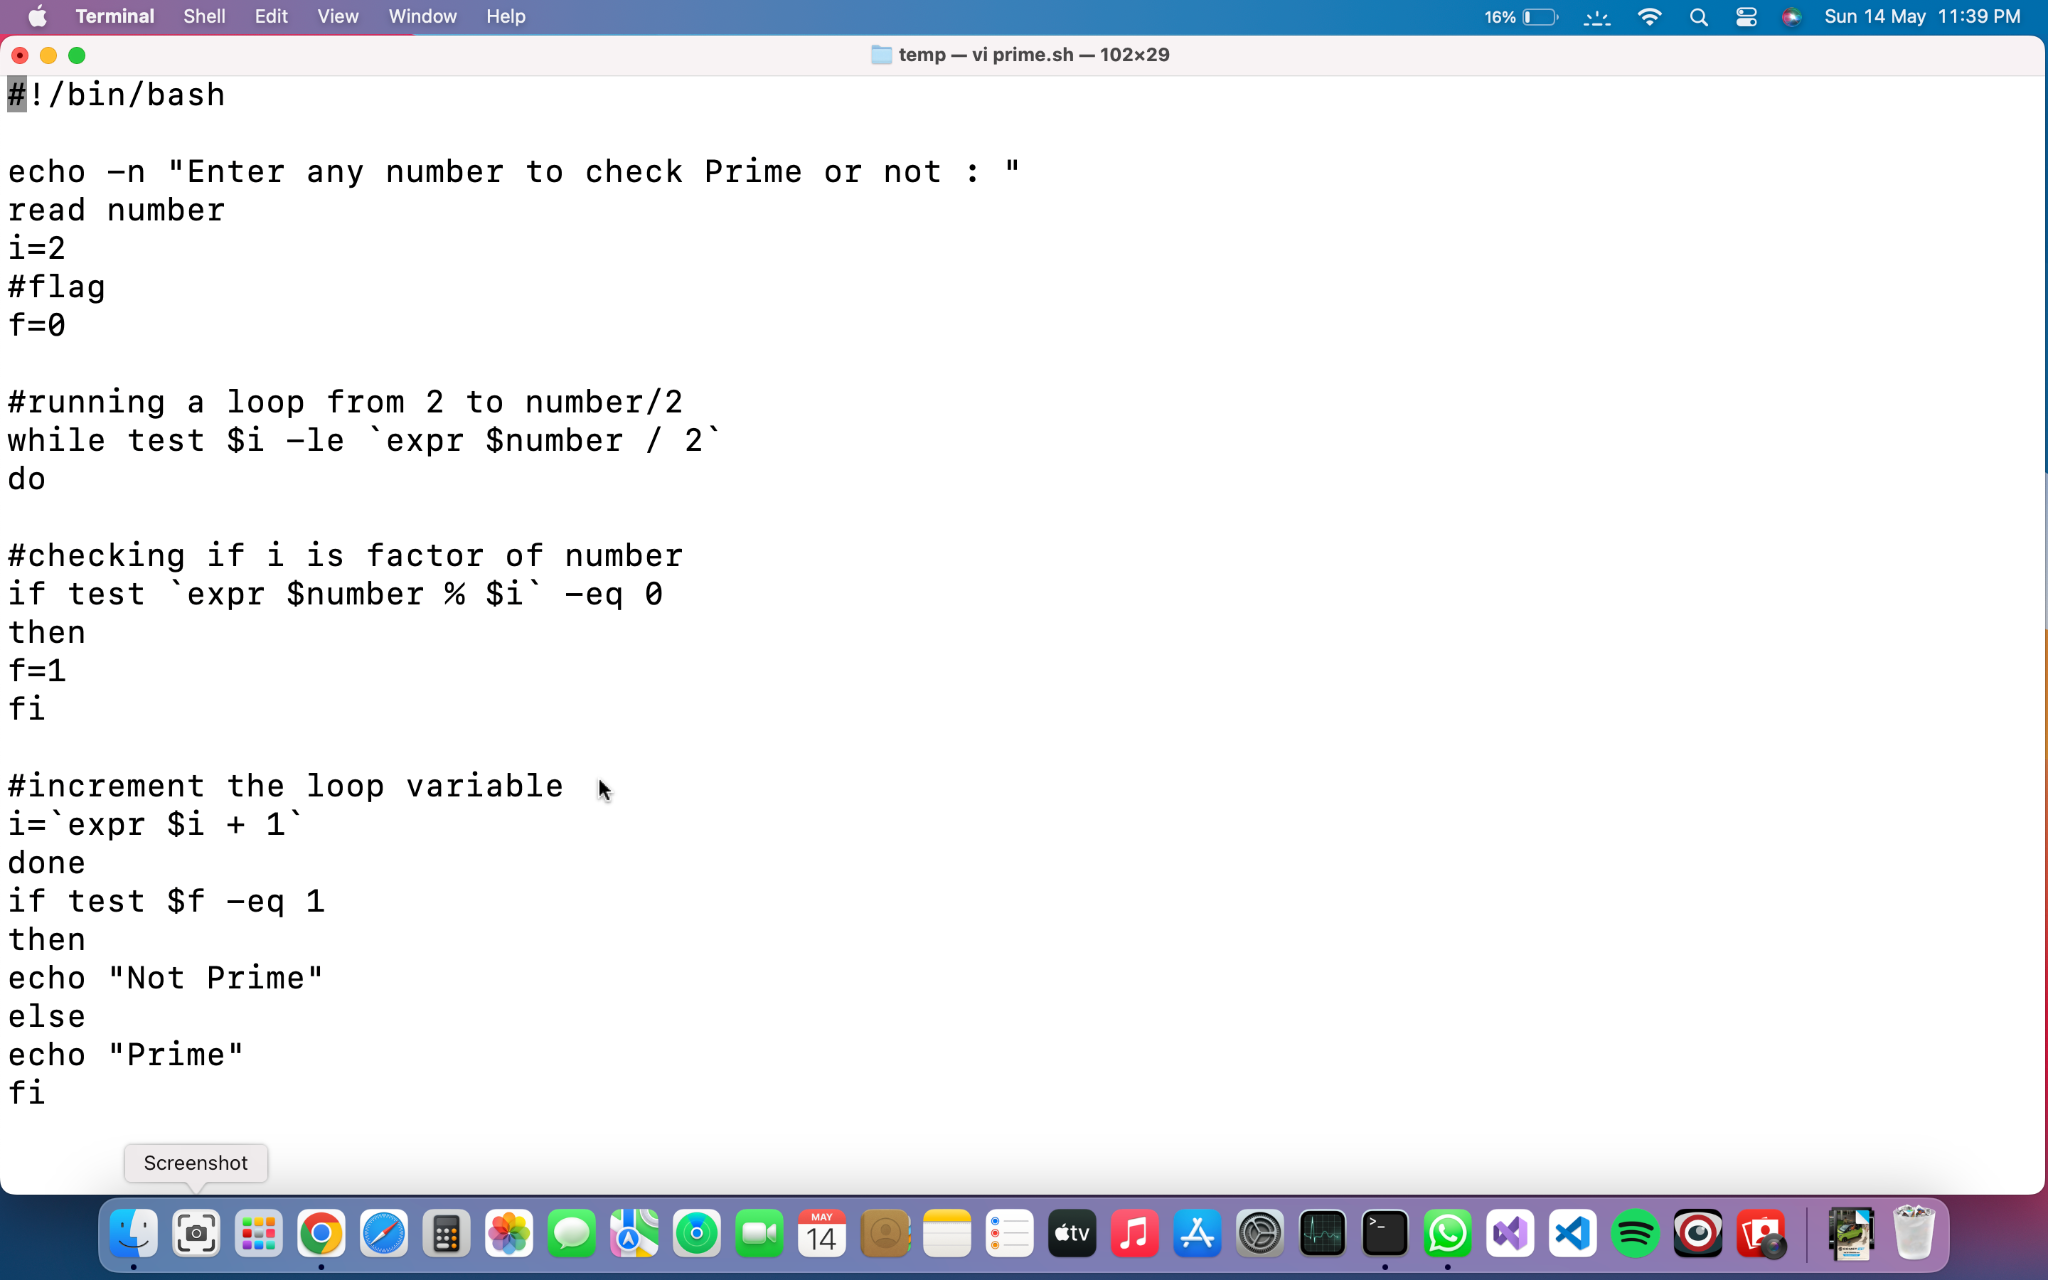 Terminal Shell Edit View Window Help 16% Sun 14 May 11:39 PM
temp — vi prime.sh — 102×29
#!/bin/bash
echo -n "Enter any number to check Prime or not : "
read number
i=2
#flag
f=0
#running a loop from 2 to number/2
while test $i -le `expr $number / 2`
do
#checking if i is factor of number
if test `expr $number % $i` -eq 0
then
f=1
fi
#increment the loop variable
i=`expr $i + 1`
done
if test $f -eq 1
then
echo "Not Prime"
else
echo "Prime"
fi
Screenshot
MAY
14
tv
>_